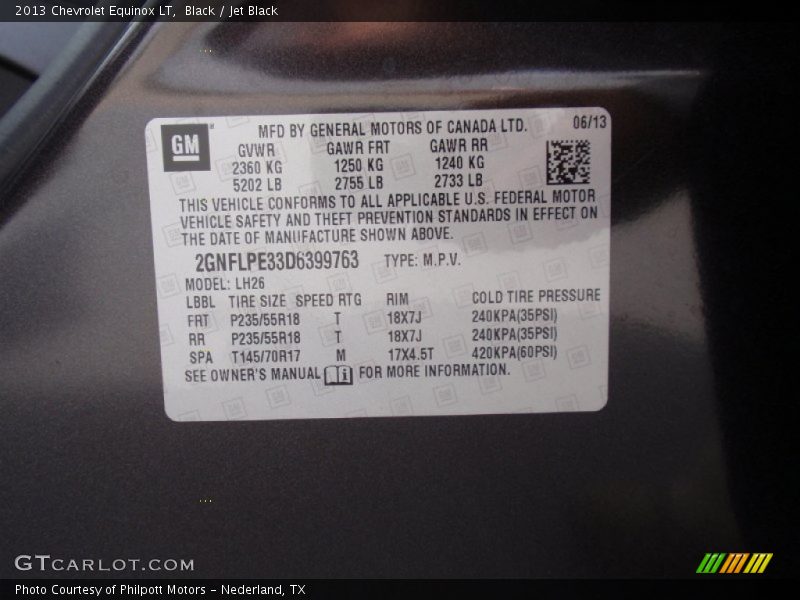 2013 Chevrolet Equinox LT,  Black / Jet Black
GM
MFD BY GENERAL MOTORS OF CANADA LTD.
06/13
GVWR GAWR FRT GAWR RR
2360 KG 1250 KG 1240 KG
5202 LB 2755 LB 2733 LB
THIS VEHICLE CONFORMS TO ALL APPLICABLE U.S. FEDERAL MOTOR
VEHICLE SAFETY AND THEFT PREVENTION STANDARDS IN EFFECT ON
THE DATE OF MANUFACTURE SHOWN ABOVE.
2GNFLPE33D6399763 TYPE: M.P.V.
MODEL: LH26
LBBL TIRE SIZE SPEED RTG RIM COLD TIRE PRESSURE
FRT P235/55R18 T 18X7J 240KPA(35PSI)
RR P235/55R18 T 18X7J 240KPA(35PSI)
SPA T145/70R17 M 17X4.5T 420KPA(60PSI)
SEE OWNER'S MANUAL i FOR MORE INFORMATION.
GTCARLOT.COM
Photo Courtesy of Philpott Motors - Nederland, TX